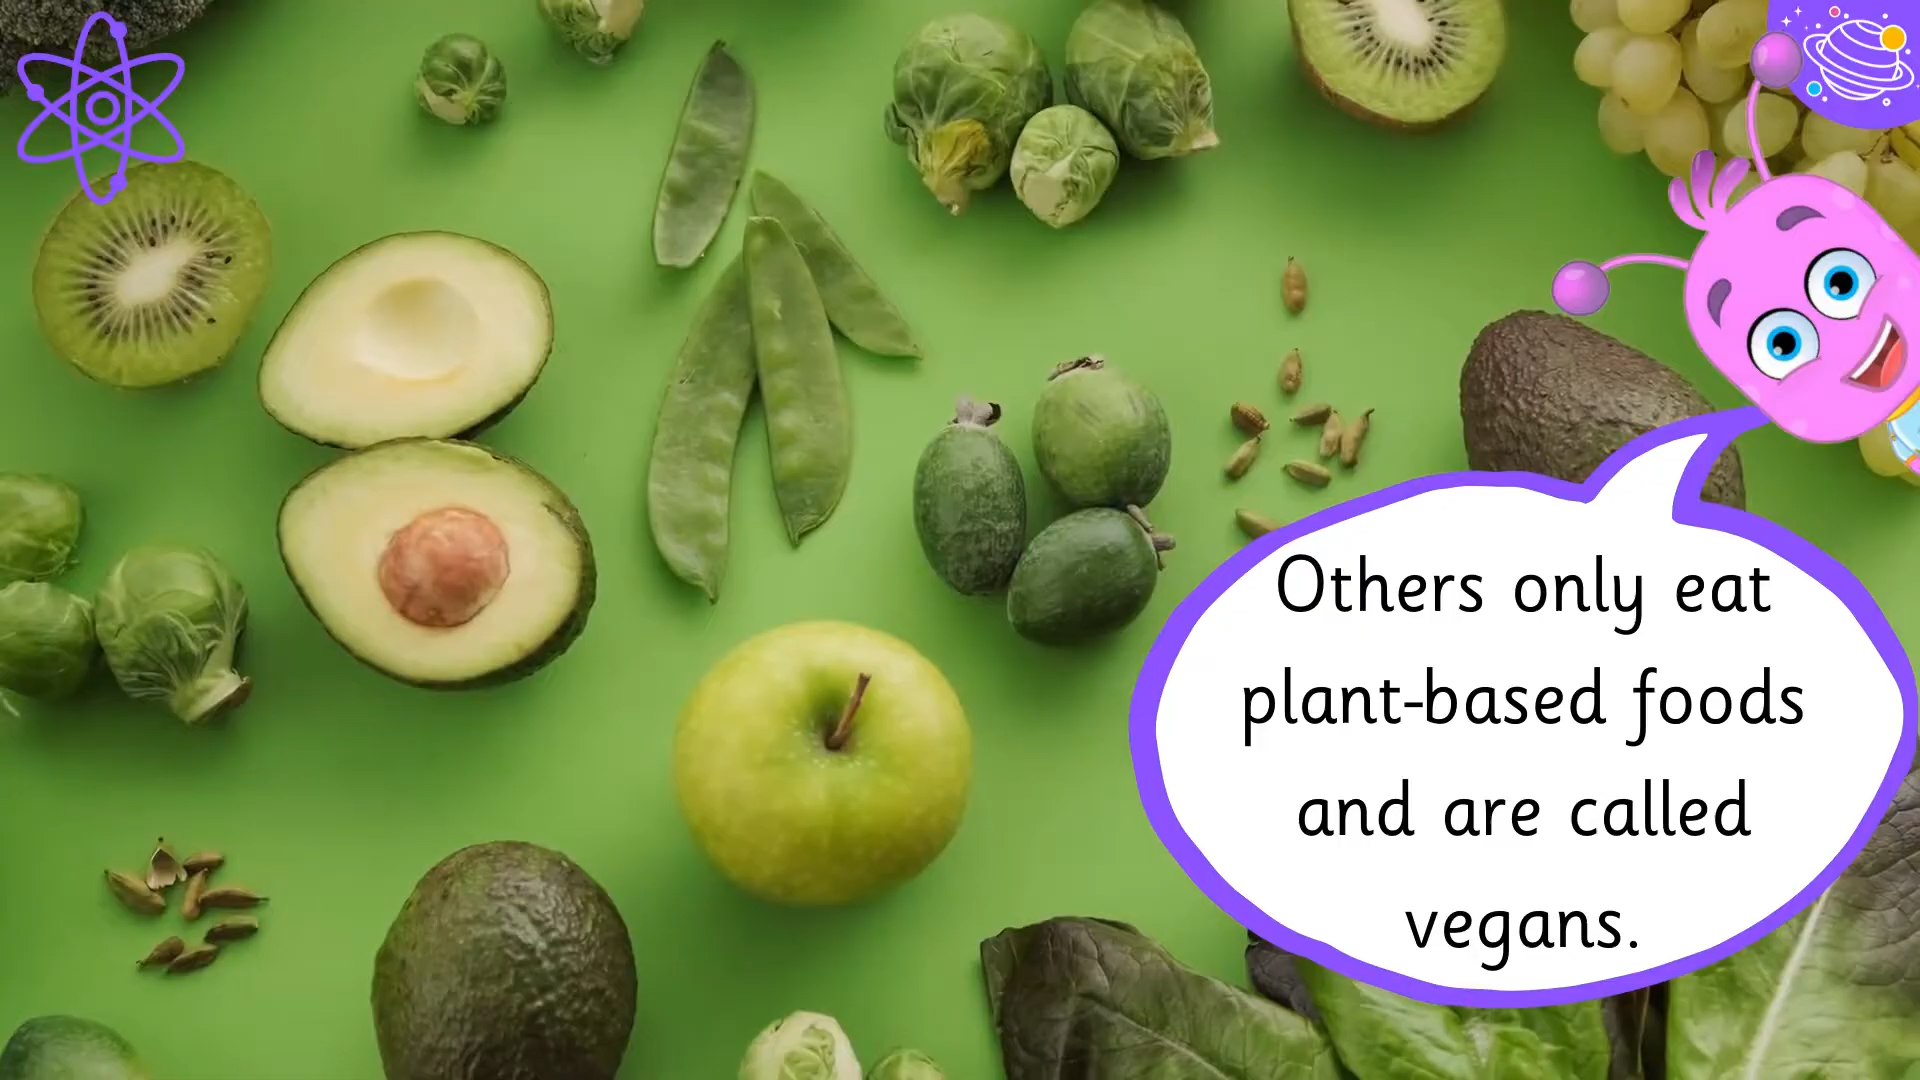 Others only eat
plant-based foods
and are called
vegans.